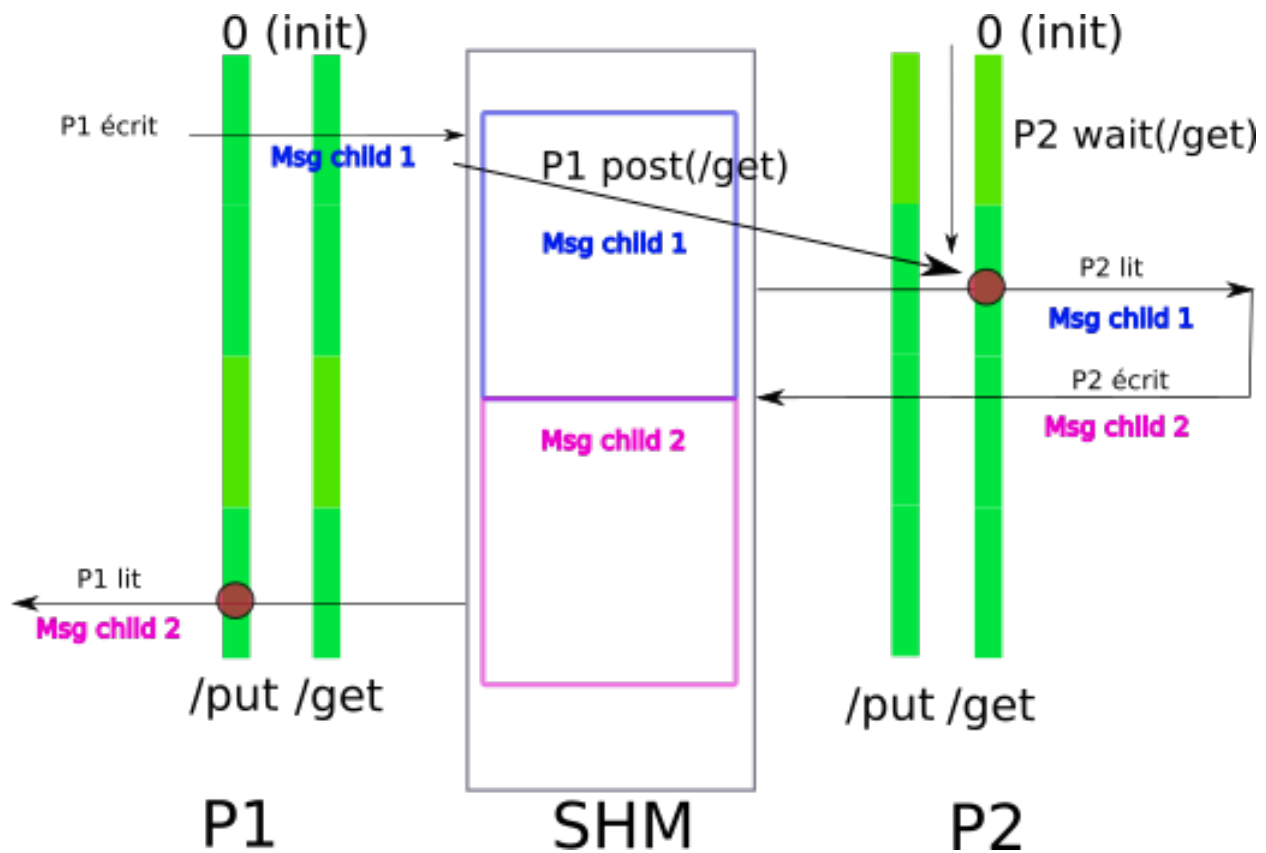 0 (init)
0 (init)
P1 écrit
Msg child 1
P1 post(/get)
P2 wait(/get)
Msg child 1
P2 lit
Msg child 1
P2 écrit
Msg child 2
Msg child 2
P1 lit
Msg child 2
/put /get
/put /get
P1
SHM
P2